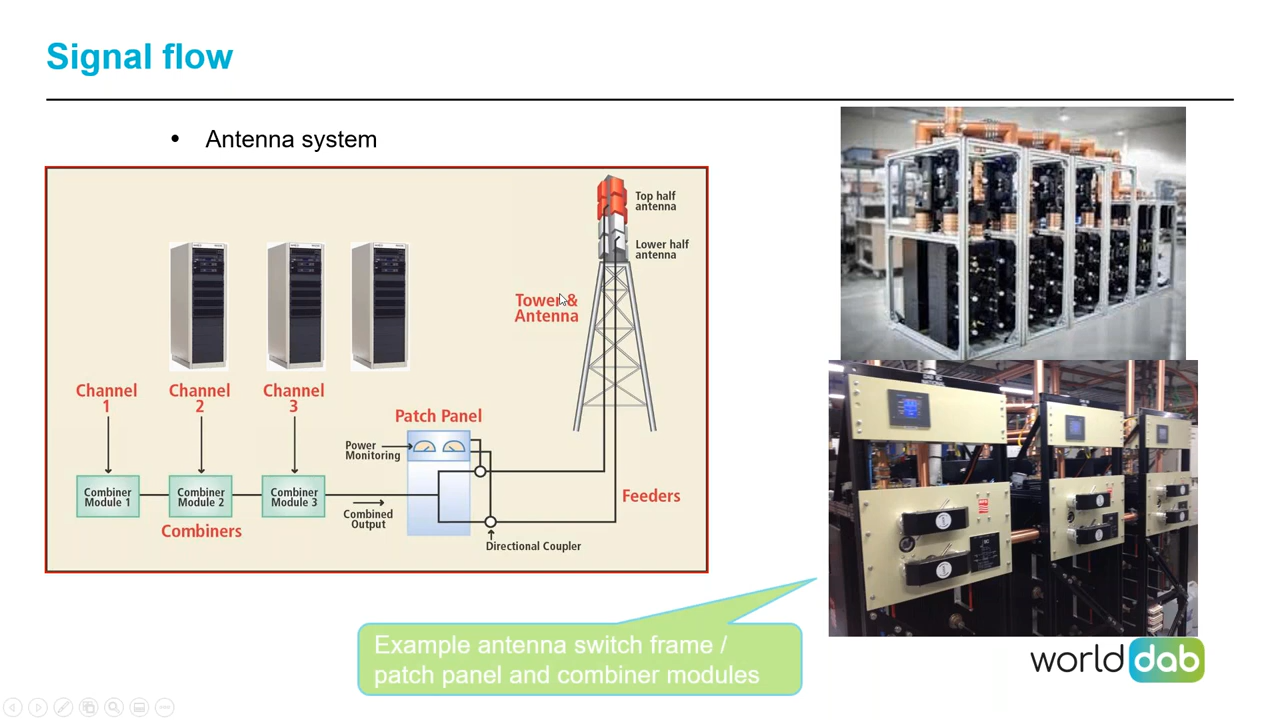 Signal flow
• Antenna system
Top half
antenna
Lower half
antenna
Tower &
Antenna
Channel
1
Channel
2
Channel
3
Patch Panel
Power
Monitoring
Combiner
Module 1
Combiner
Module 2
Combiner
Module 3
Combiners
Combined
Output
Feeders
Directional Coupler
Example antenna switch frame /
patch panel and combiner modules
world dab